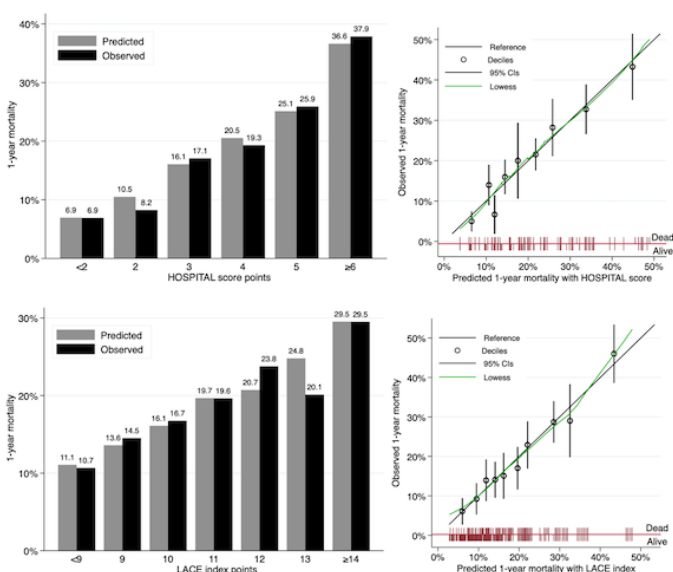 40%
30%
20%
10%
0%
1-year mortality
Predicted
Observed
6.9 6.9
10.5 8.2
16.1 17.1
20.5 19.3
25.1 25.9
36.6 37.9
<2 2 3 4 5 ≥6
HOSPITAL score points
50%
40%
30%
20%
10%
0%
Observed 1-year mortality
Reference
Deciles
95% CIs
Lowess
Dead
Alive
10% 20% 30% 40% 50%
Predicted 1-year mortality with HOSPITAL score
30%
20%
10%
0%
1-year mortality
Predicted
Observed
11.1 10.7
13.6 14.5
16.1 16.7
19.7 19.6
20.7 23.8
24.8 20.1
29.5 29.5
<9 9 10 11 12 13 ≥14
LACE index points
50%
40%
30%
20%
10%
0%
Observed 1-year mortality
Reference
Deciles
95% CIs
Lowess
Dead
Alive
10% 20% 30% 40% 50%
Predicted 1-year mortality with LACE index